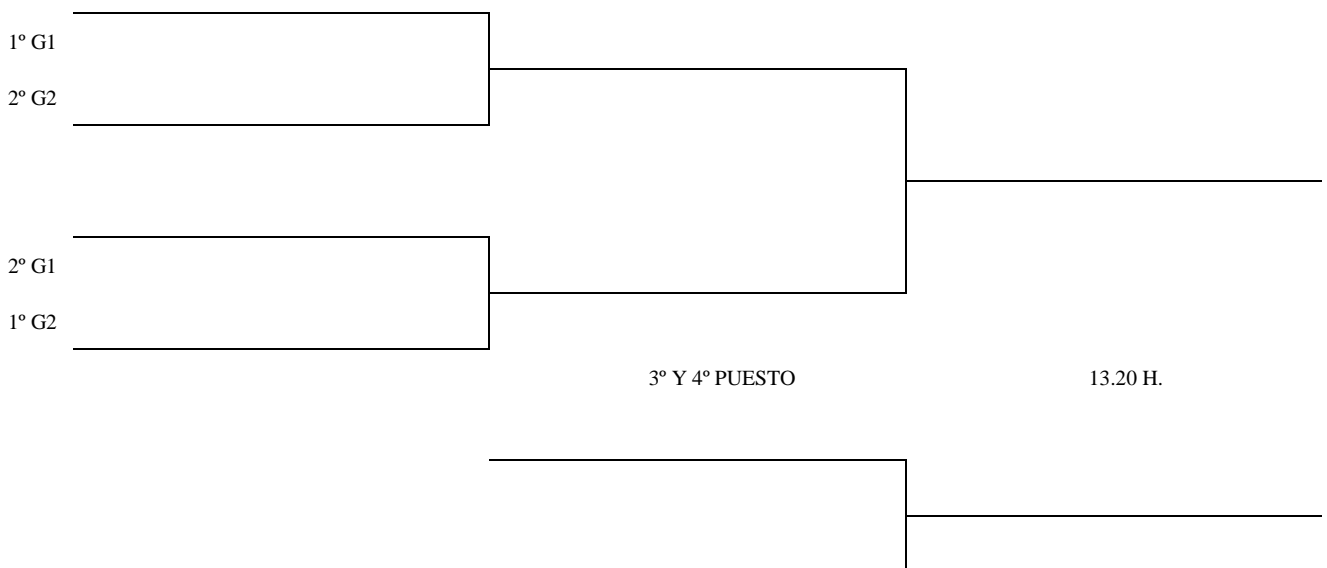 1º G1
2º G2
2º G1
1º G2
3º Y 4º PUESTO 13.20 H.